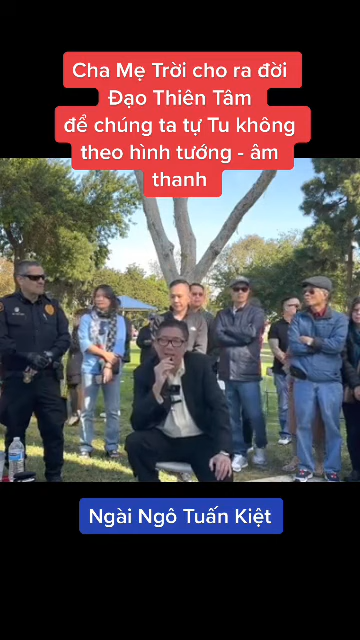 Cha Mẹ Trời cho ra đời
Đạo Thiên Tâm
để chúng ta tự Tu không
theo hình tướng - âm
thanh
Ngài Ngô Tuấn Kiệt